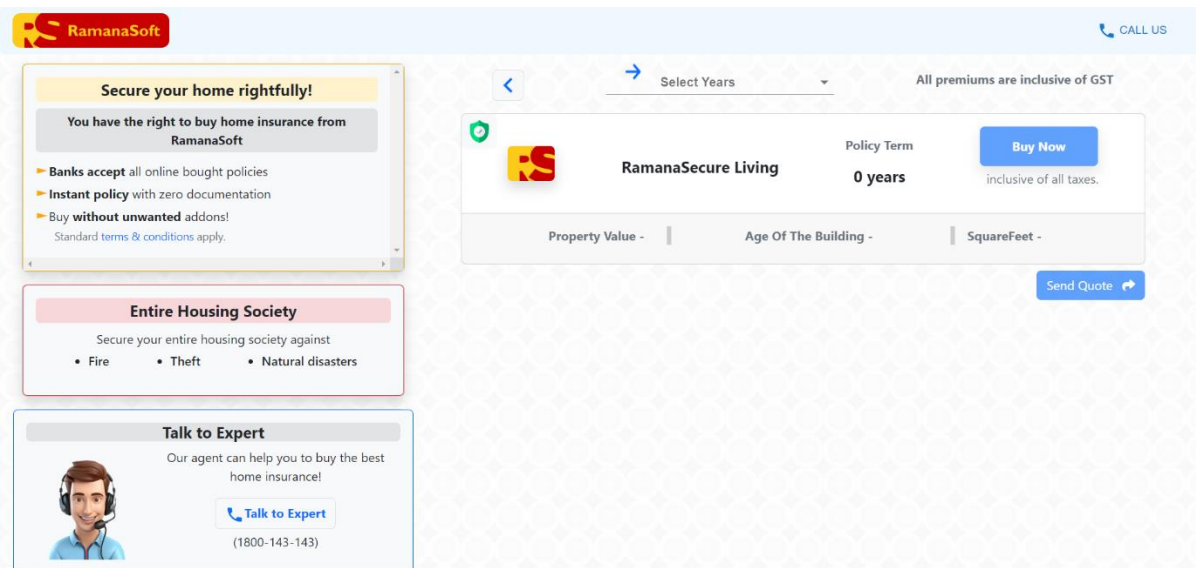 RS RamanaSoft
CALL US
Secure your home rightfully!
You have the right to buy home insurance from
RamanaSoft
Banks accept all online bought policies
Instant policy with zero documentation
Buy without unwanted addons!
Standard terms & conditions apply.
Entire Housing Society
Secure your entire housing society against
• Fire • Theft • Natural disasters
Talk to Expert
Our agent can help you to buy the best
home insurance!
Talk to Expert
(1800-143-143)
Select Years
All premiums are inclusive of GST
RS
RamanaSecure Living
Policy Term
0 years
Buy Now
inclusive of all taxes.
Property Value - Age Of The Building - SquareFeet -
Send Quote